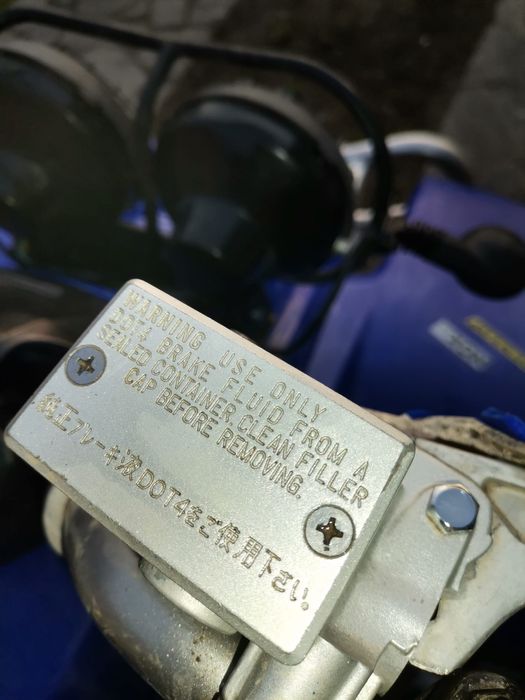 WARNING USE ONLY
DOT4 BRAKE FLUID FROM A
SEALED CONTAINER. CLEAN FILLER
CAP BEFORE REMOVING.
純正ブレーキ液DOT4をご使用下さい。